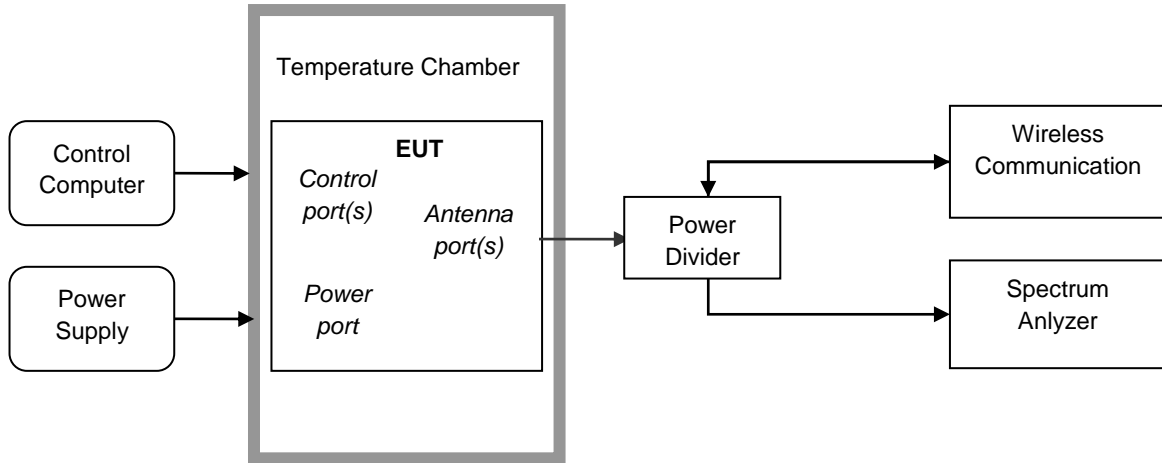 Temperature Chamber
Control
Computer
Power
Supply
EUT
Control
port(s)
Antenna
port(s)
Power
port
Power
Divider
Wireless
Communication
Spectrum
Anlyzer